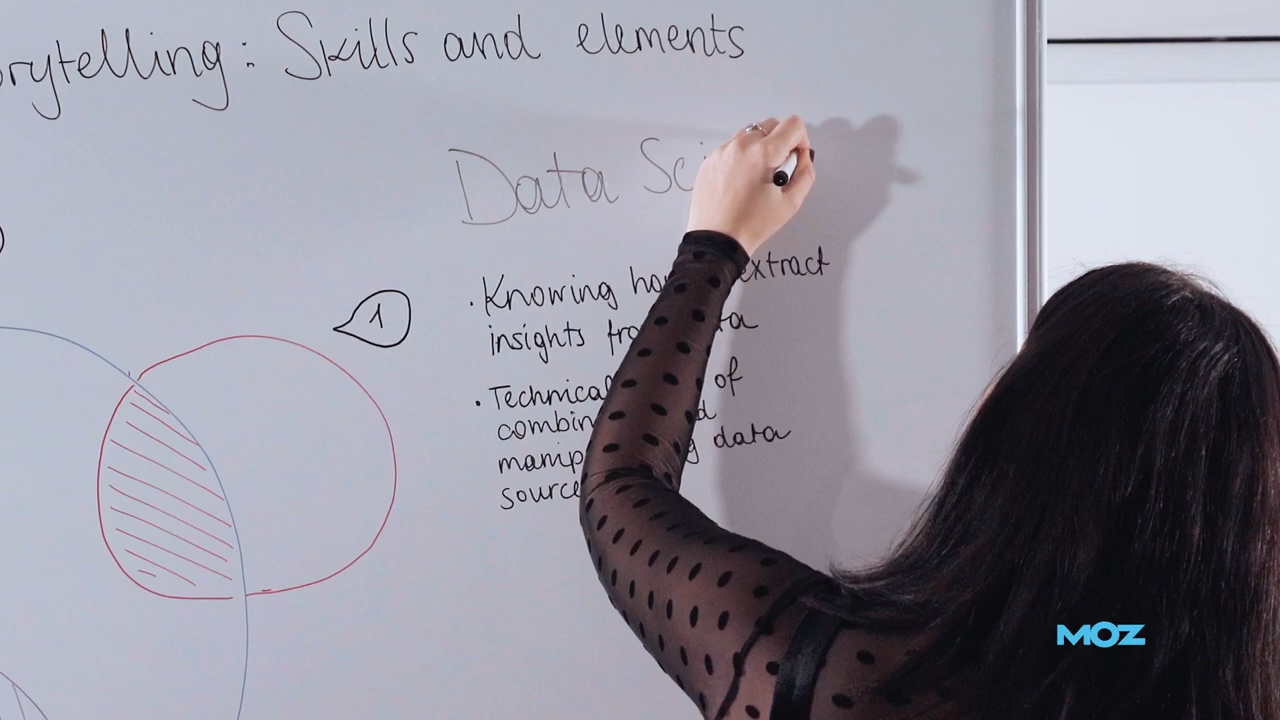 orytelling: Skills and elements
Data Sci
1
• Knowing ho extract
insights fro ta
• Technical of
combin d
manip g data
source
MOZ